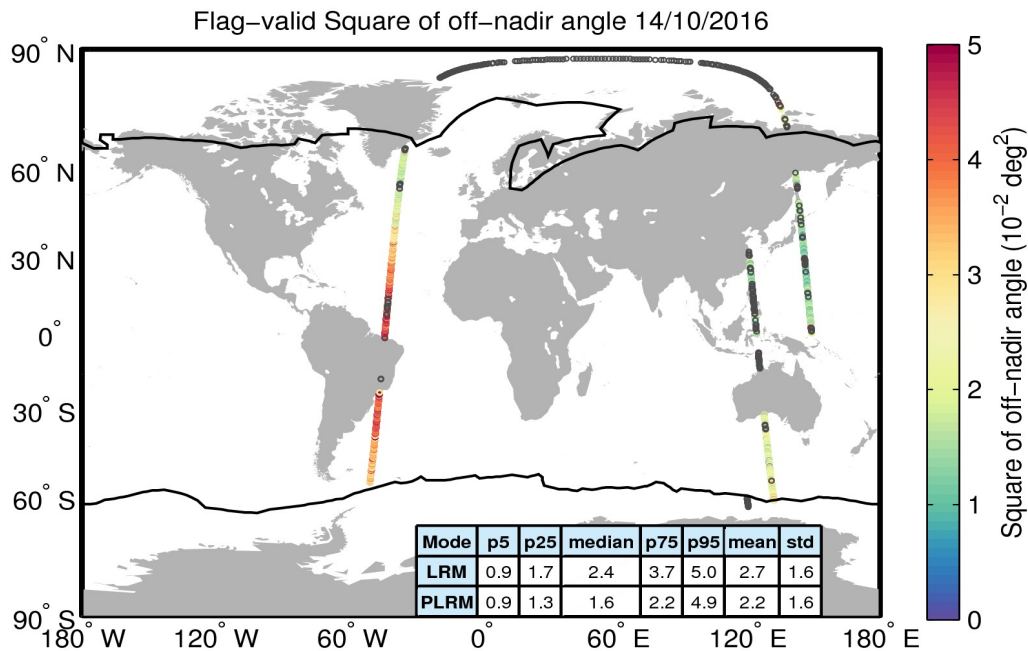 Flag−valid Square of off−nadir angle 14/10/2016
90° N
60° N
30° N
0°
30° S
60° S
90° S
180° W
120° W
60° W
0°
60° E
120° E
180° E
Mode p5 p25 median p75 p95 mean std
LRM 0.9 1.7 2.4 3.7 5.0 2.7 1.6
PLRM 0.9 1.3 1.6 2.2 4.9 2.2 1.6
5
4
3
2
1
0
Square of off−nadir angle (10⁻² deg²)